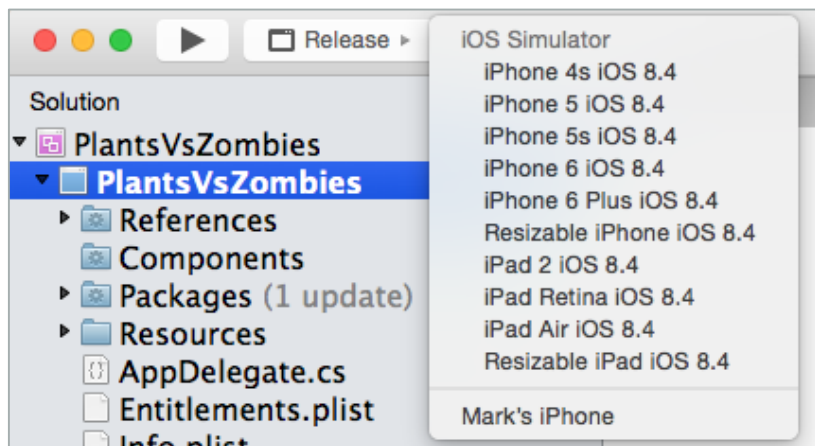 Release
Solution
PlantsVsZombies
PlantsVsZombies
References
Components
Packages (1 update)
Resources
AppDelegate.cs
Entitlements.plist
Info.plist
iOS Simulator
iPhone 4s iOS 8.4
iPhone 5 iOS 8.4
iPhone 5s iOS 8.4
iPhone 6 iOS 8.4
iPhone 6 Plus iOS 8.4
Resizable iPhone iOS 8.4
iPad 2 iOS 8.4
iPad Retina iOS 8.4
iPad Air iOS 8.4
Resizable iPad iOS 8.4
Mark's iPhone